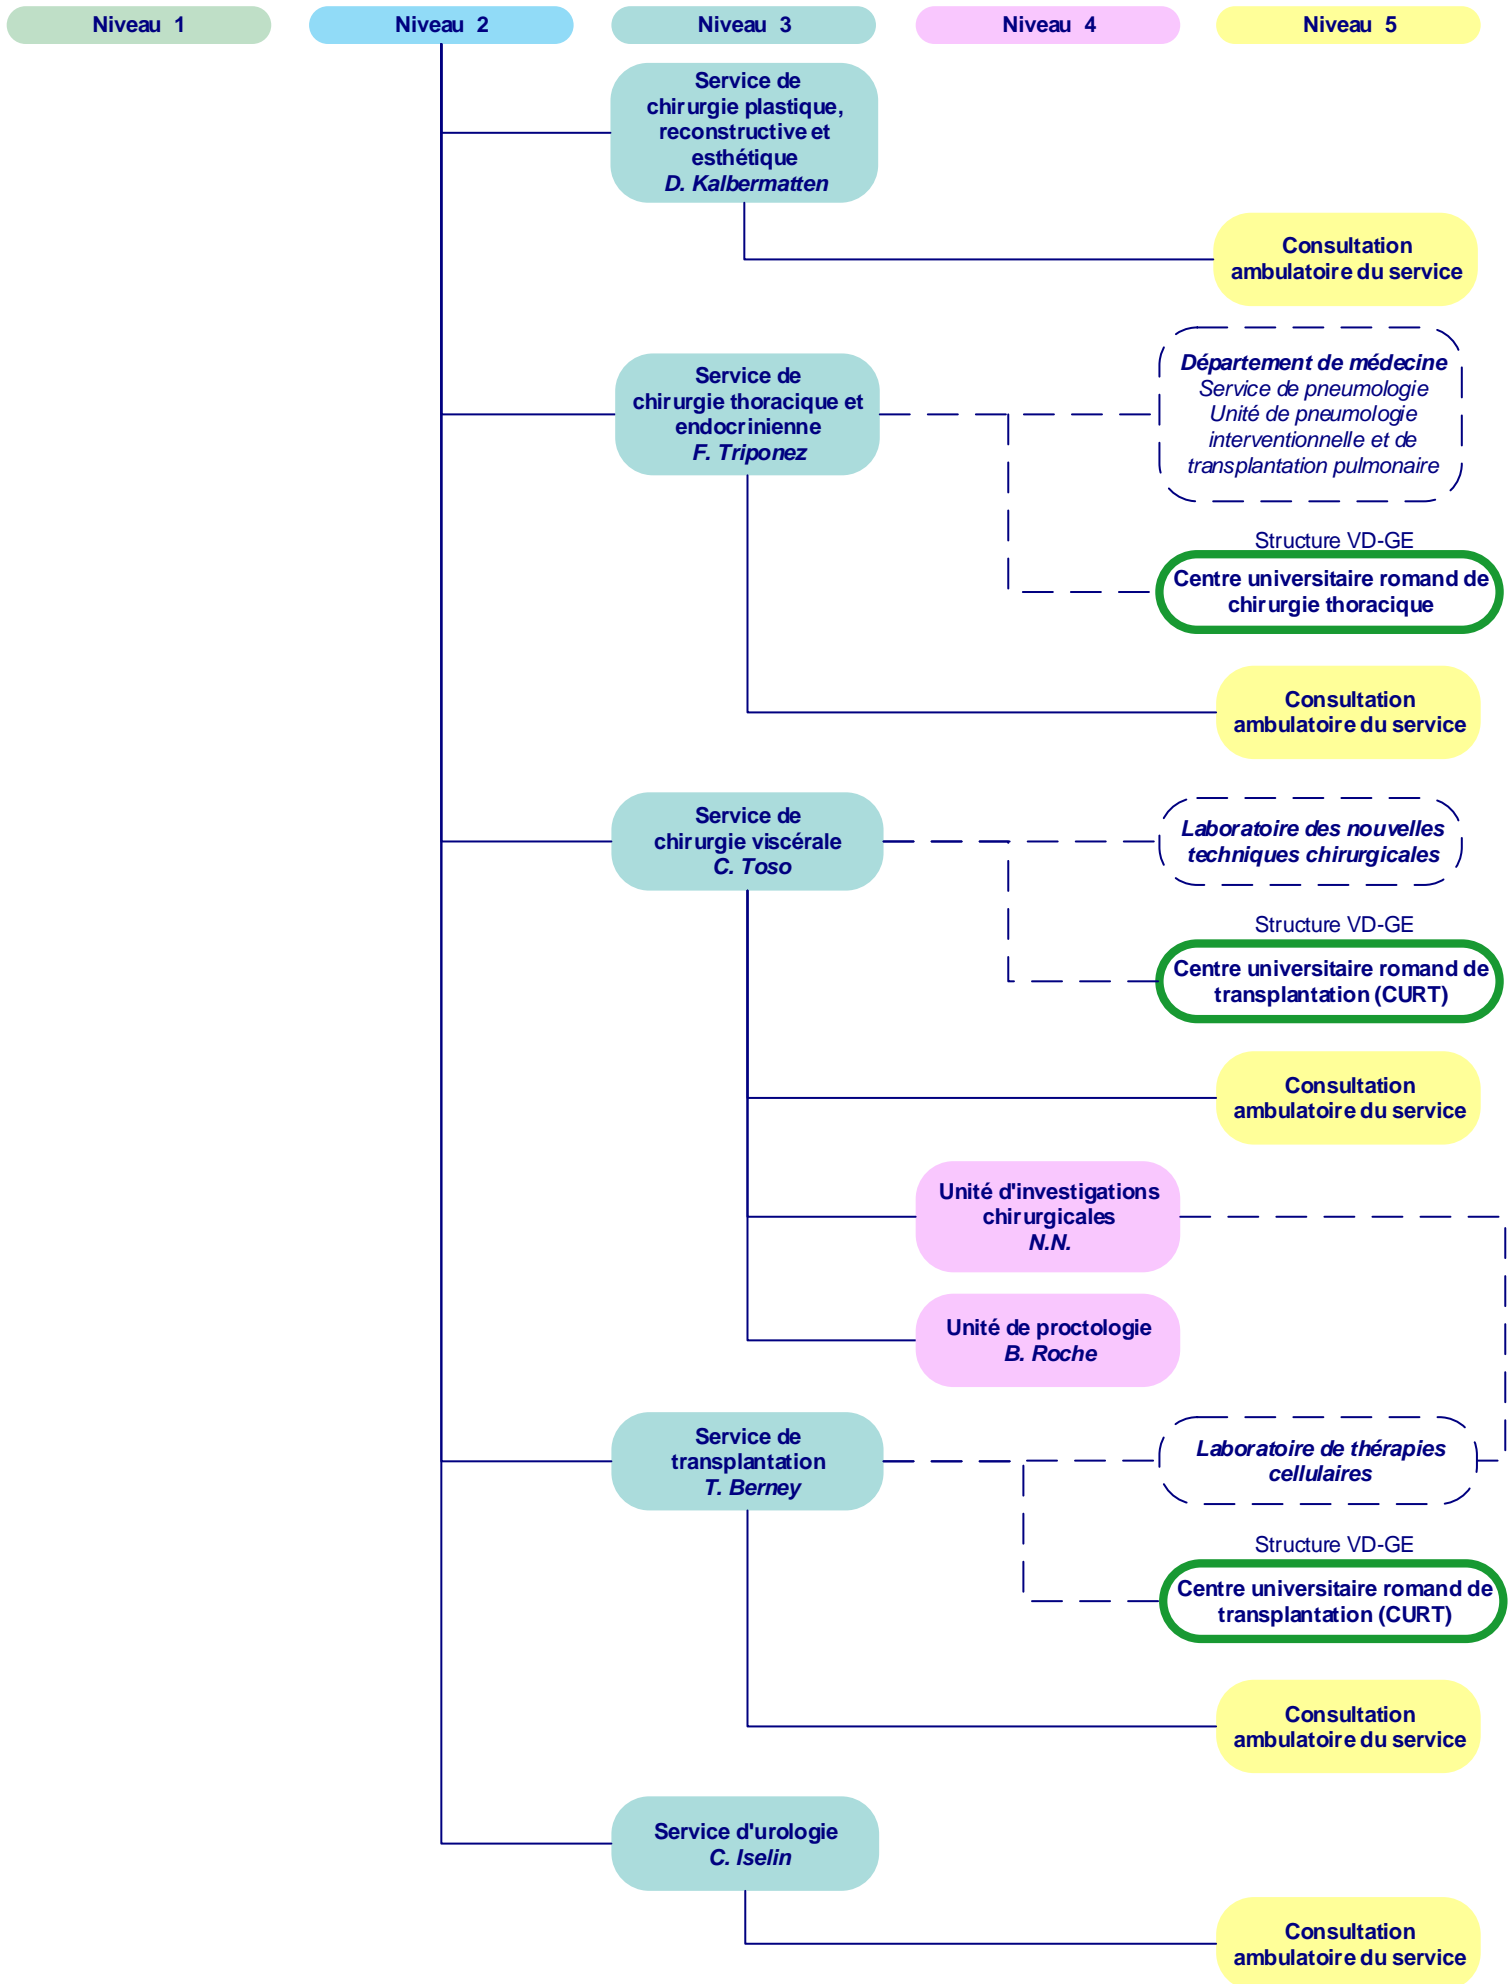 Niveau 1
Niveau 2
Niveau 3
Niveau 4
Niveau 5
Service de
chirurgie plastique,
reconstructive et
esthétique
D. Kalbermatten
Consultation
ambulatoire du service
Service de
chirurgie thoracique et
endocrinienne
F. Triponez
Département de médecine
Service de pneumologie
Unité de pneumologie
interventionnelle et de
transplantation pulmonaire
Structure VD-GE
Centre universitaire romand de
chirurgie thoracique
Consultation
ambulatoire du service
Service de
chirurgie viscérale
C. Toso
Laboratoire des nouvelles
techniques chirurgicales
Structure VD-GE
Centre universitaire romand de
transplantation (CURT)
Consultation
ambulatoire du service
Unité d'investigations
chirurgicales
N.N.
Unité de proctologie
B. Roche
Service de
transplantation
T. Berney
Laboratoire de thérapies
cellulaires
Structure VD-GE
Centre universitaire romand de
transplantation (CURT)
Consultation
ambulatoire du service
Service d'urologie
C. Iselin
Consultation
ambulatoire du service